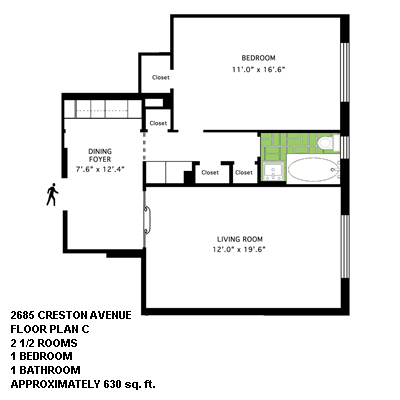 BEDROOM
11'.0" x 16'.6"
Closet
Closet
DINING
FOYER
7'.6" x 12'.4"
Closet
Closet
LIVING ROOM
12'.0" x 19'.6"
2685 CRESTON AVENUE
FLOOR PLAN C
2 1/2 ROOMS
1 BEDROOM
1 BATHROOM
APPROXIMATELY 630 sq. ft.